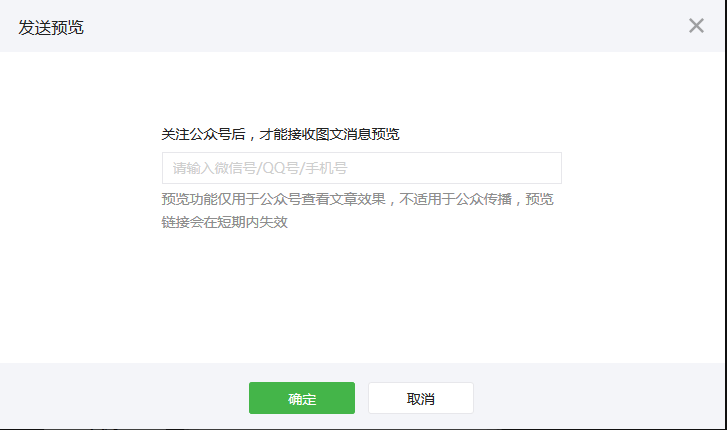 发送预览
关注公众号后，才能接收图文消息预览
请输入微信号/QQ号/手机号
预览功能仅用于公众号查看文章效果，不适用于公众传播，预览
链接会在短期内失效
确定
取消